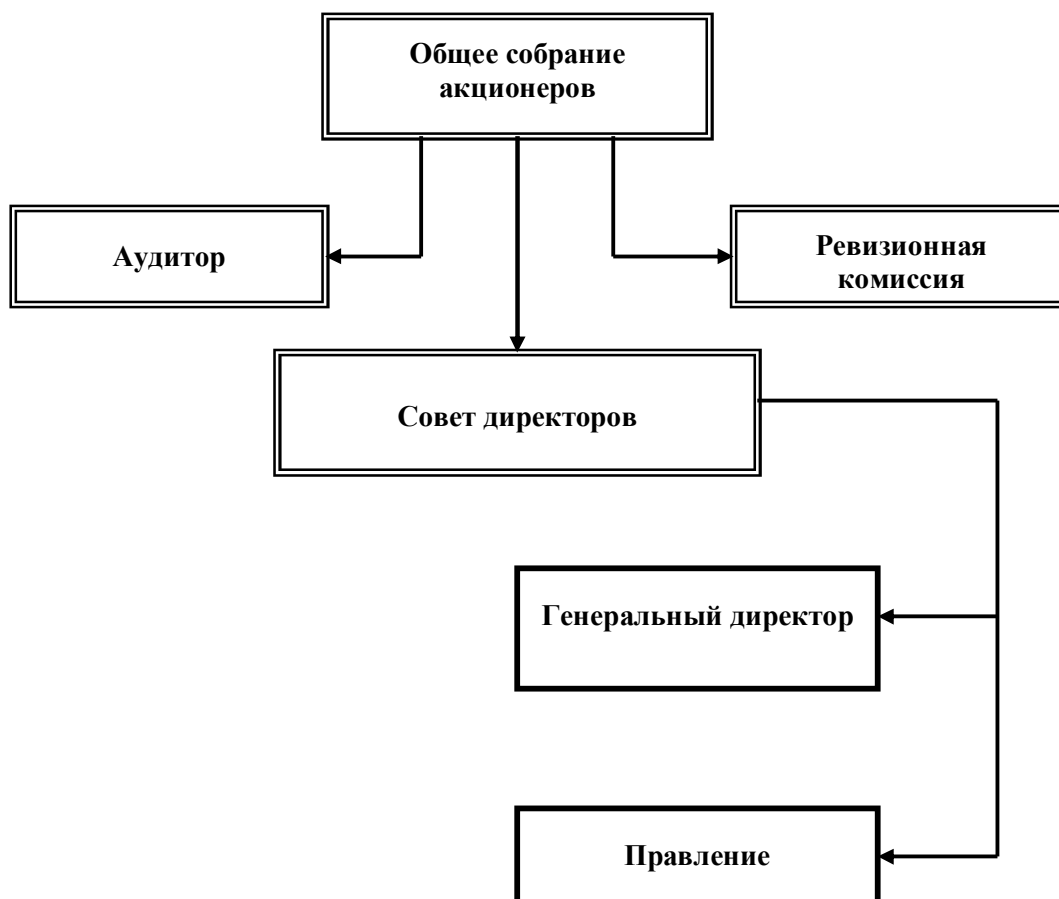 Общее собрание
акционеров
Аудитор
Ревизионная
комиссия
Совет директоров
Генеральный директор
Правление